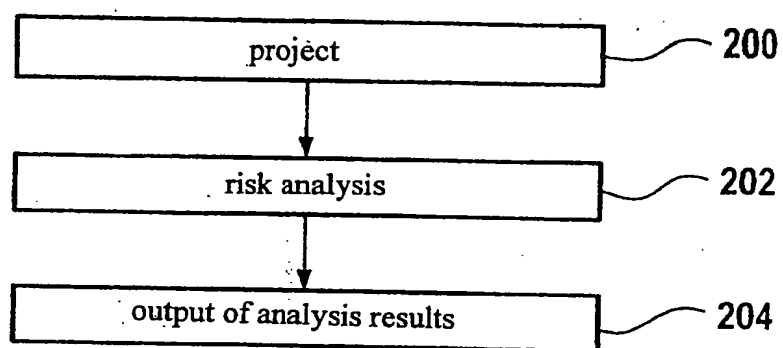 project
200
risk analysis
202
output of analysis results
204